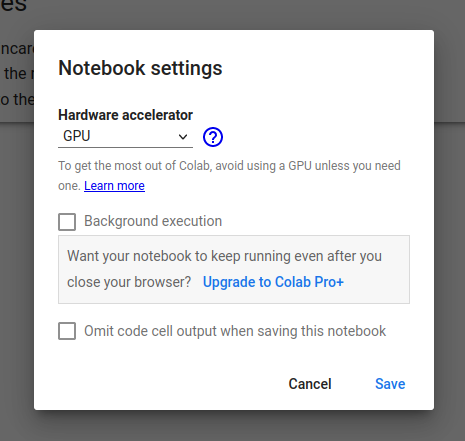 es
ncar
Notebook settings
the r
o the
Hardware accelerator
GPU
?
To get the most out of Colab, avoid using a GPU unless you need
one. Learn more
Background execution
Want your notebook to keep running even after you
close your browser? Upgrade to Colab Pro+
Omit code cell output when saving this notebook
Cancel Save